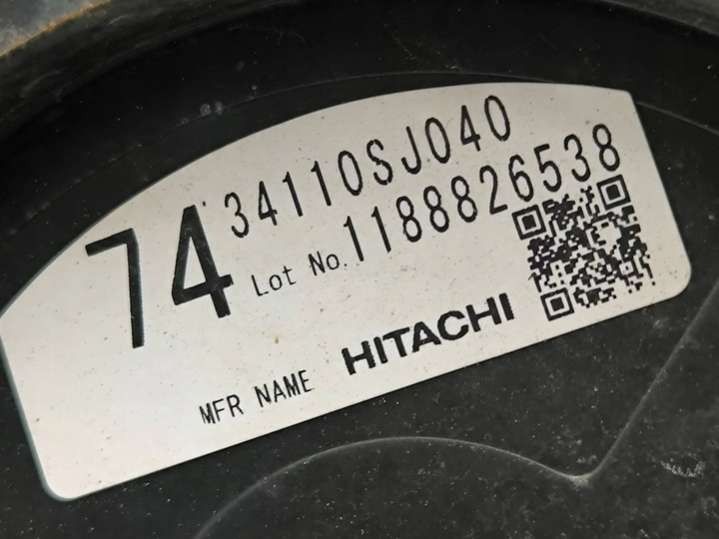 74 34110SJ040
Lot No. 1188826538
MFR NAME HITACHI